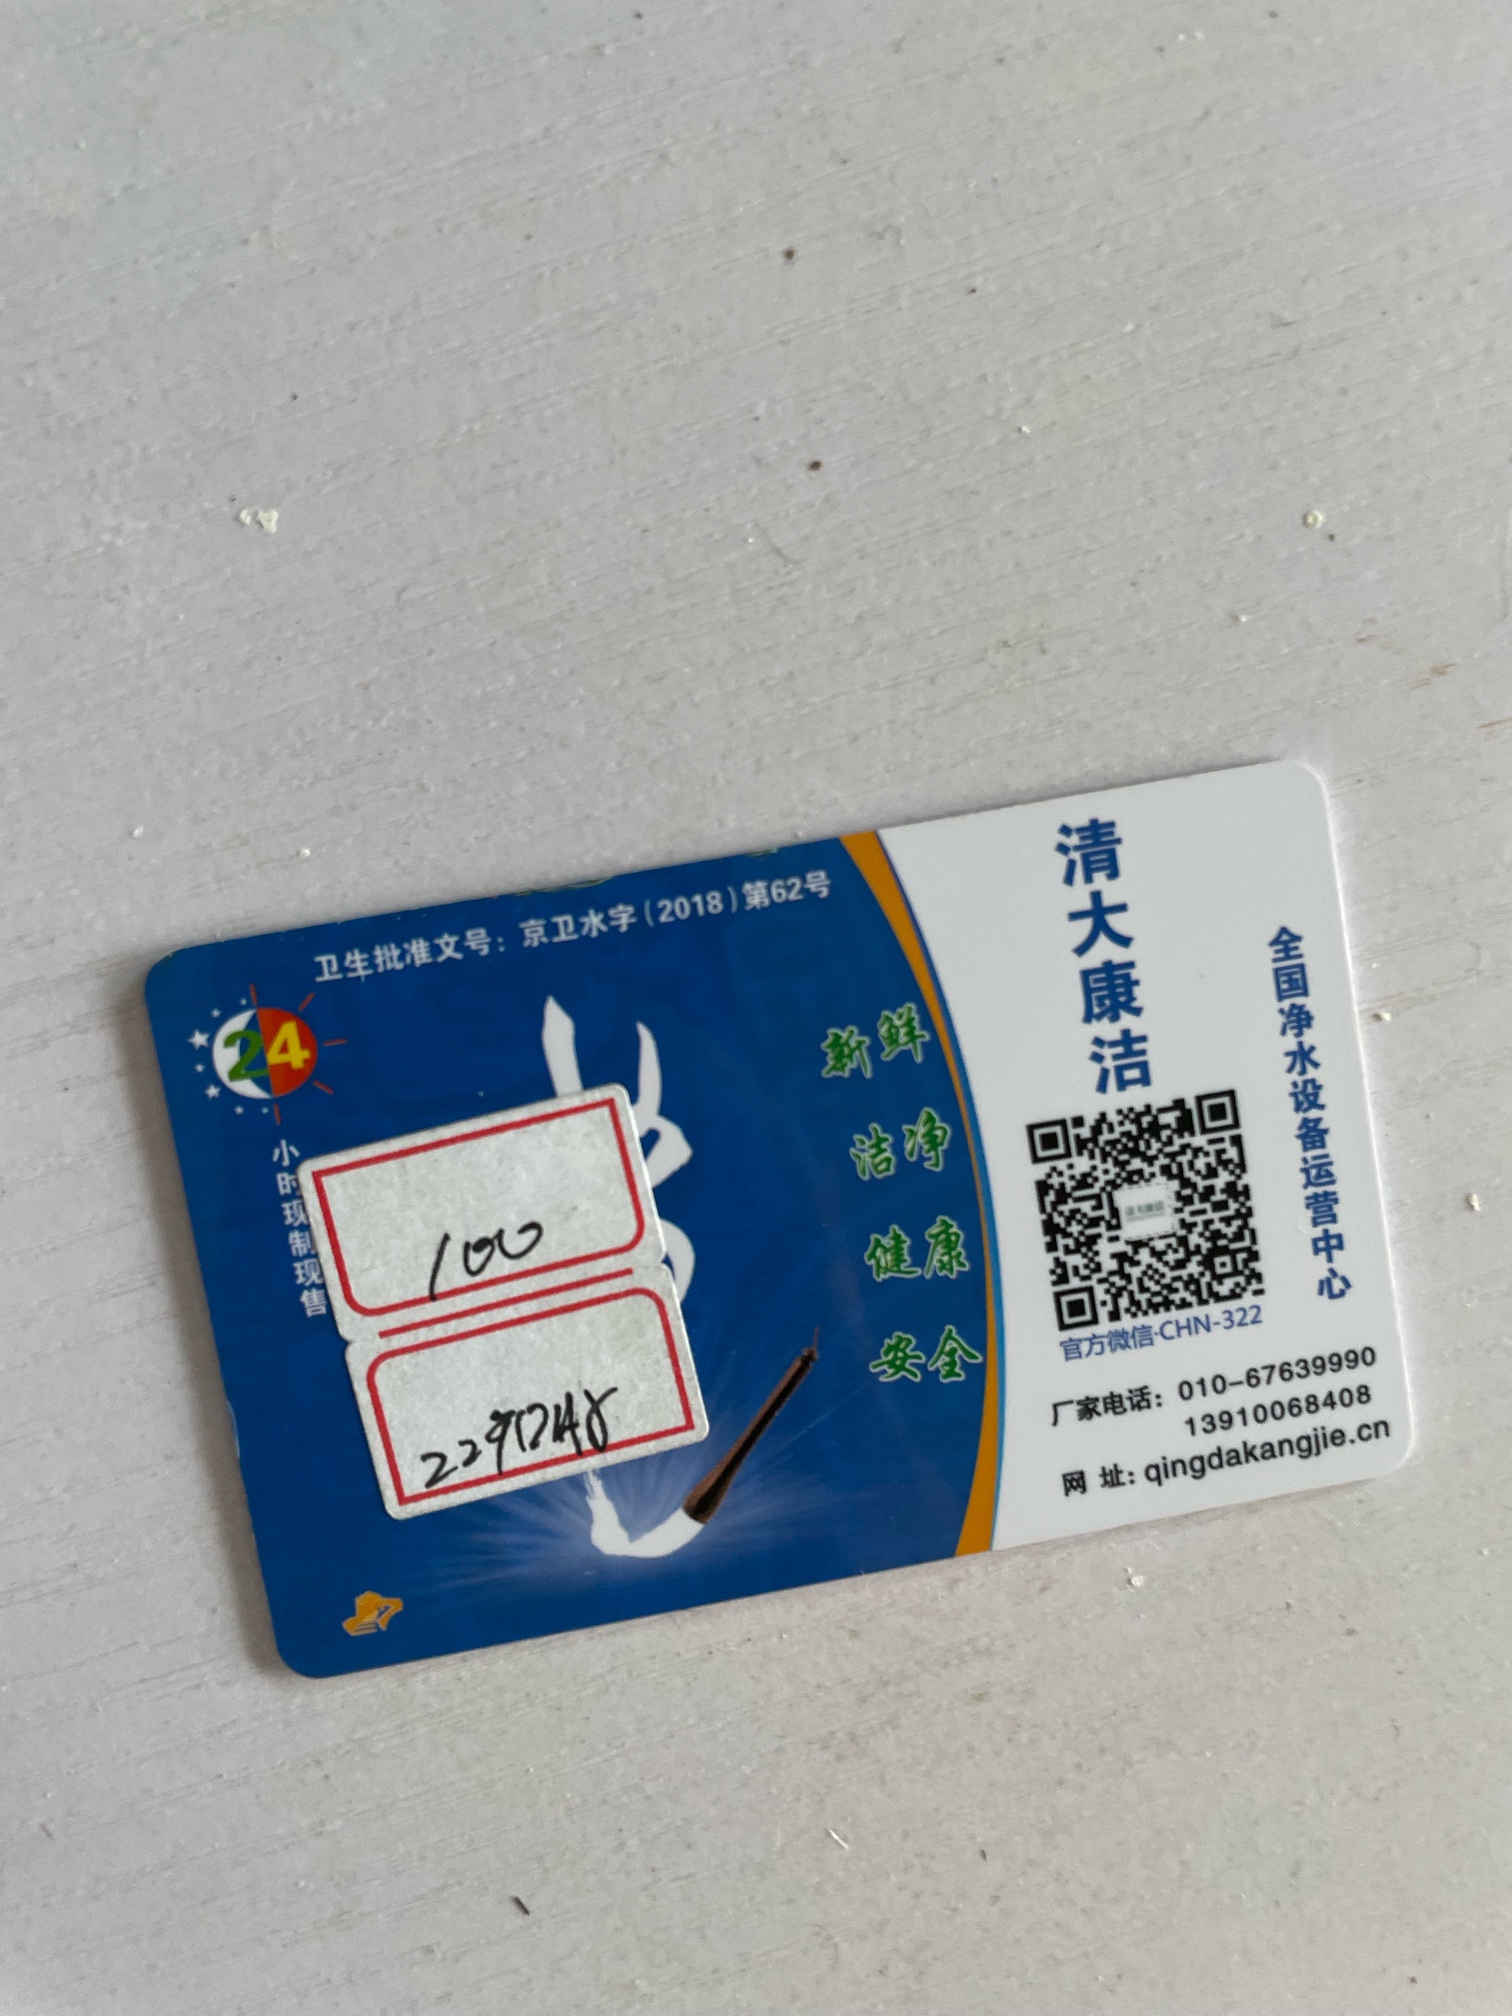 卫生批准文号：京卫水字(2018)第62号
24
小时现制现售
100
新鲜
洁净
健康
安全
清大康洁
全国净水设备运营中心
官方微信·CHN-322
厂家电话：010-67639990
13910068408
网 址：qingdakangjie.cn